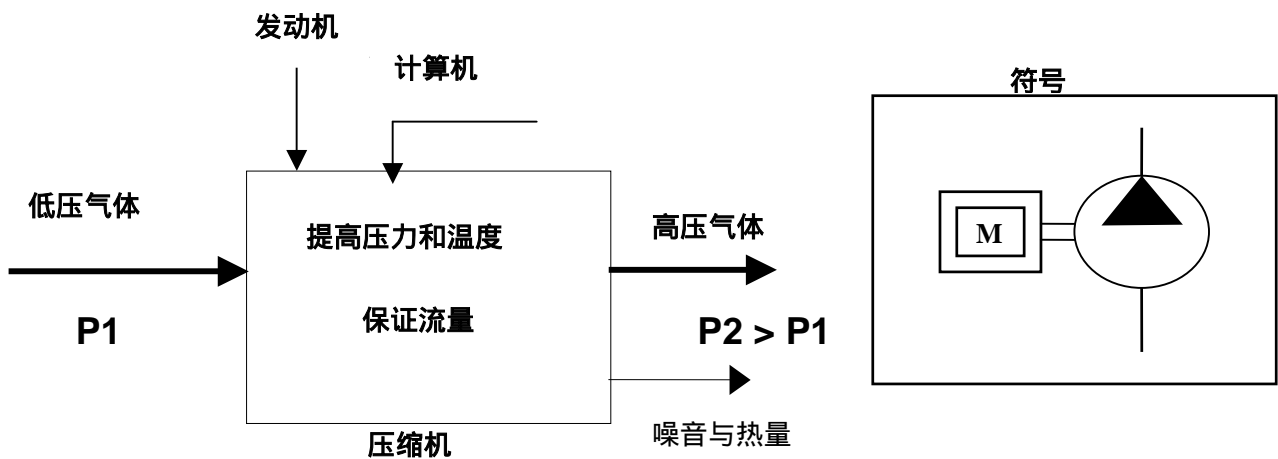 发动机
计算机
符号
低压气体
提高压力和温度
高压气体
M
保证流量
P1
P2 > P1
噪音与热量
压缩机